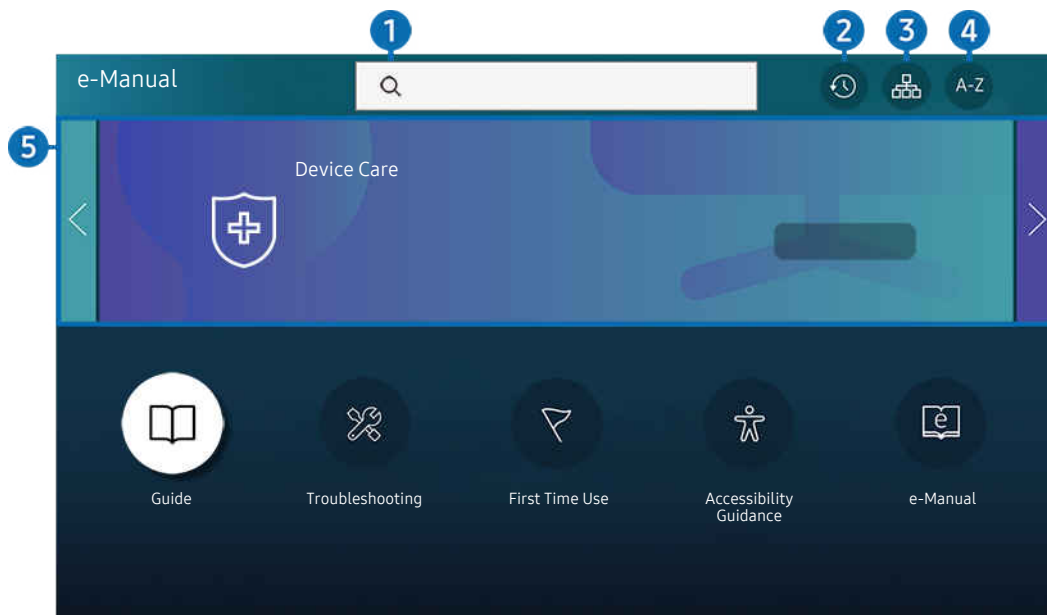 1
2
3
4
e-Manual
A-Z
5
Device Care
Guide
Troubleshooting
First Time Use
Accessibility
Guidance
e-Manual